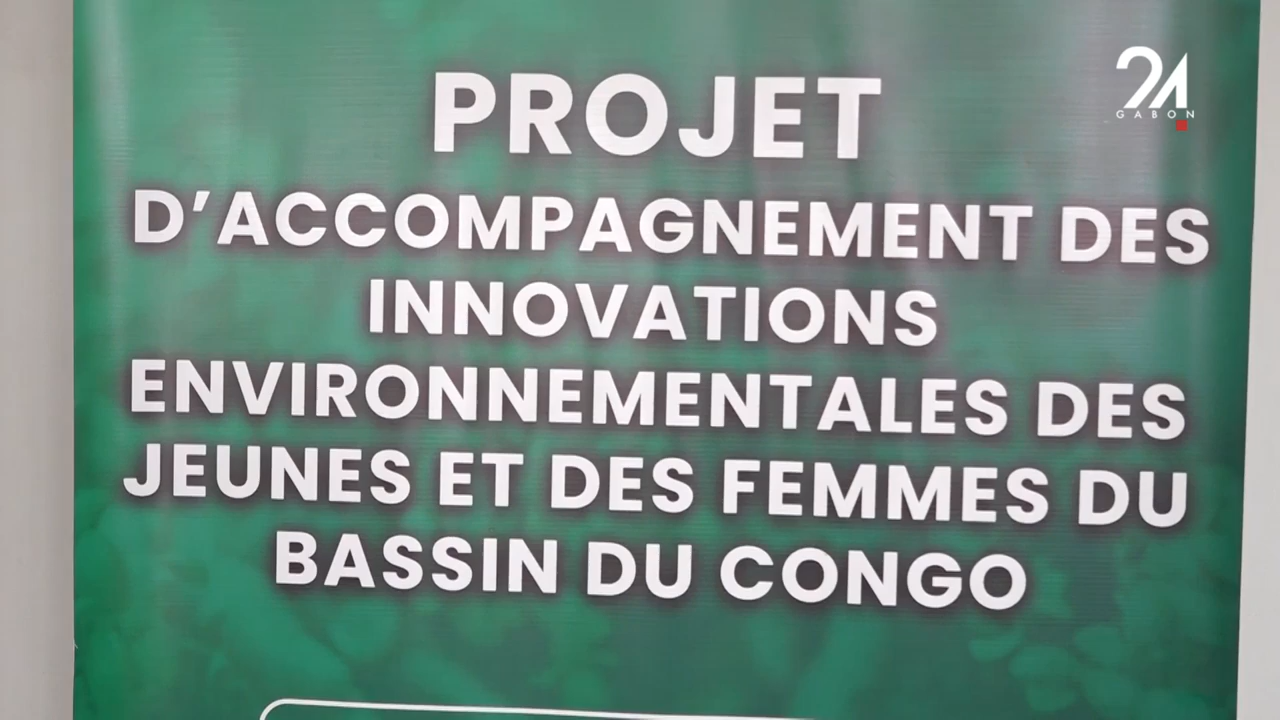 24
GABON
PROJET
D'ACCOMPAGNEMENT DES
INNOVATIONS
ENVIRONNEMENTALES DES
JEUNES ET DES FEMMES DU
BASSIN DU CONGO